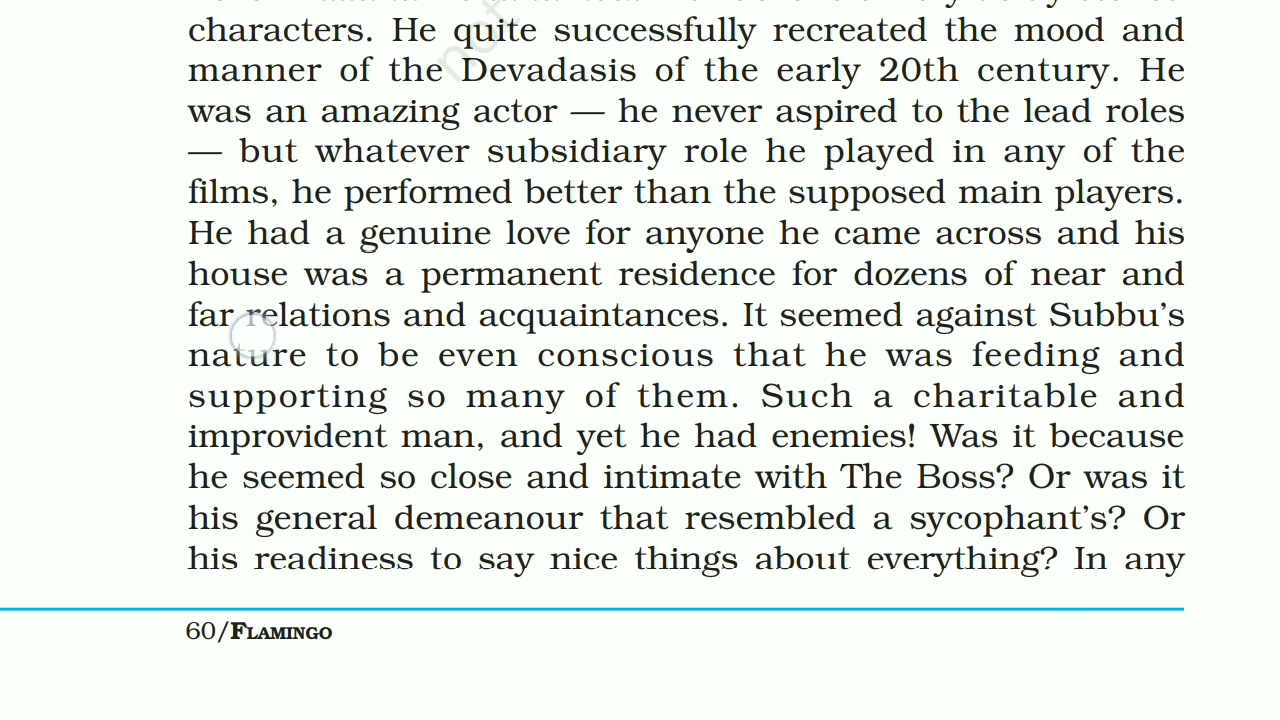 characters. He quite successfully recreated the mood and
manner of the Devadasis of the early 20th century. He
was an amazing actor — he never aspired to the lead roles
— but whatever subsidiary role he played in any of the
films, he performed better than the supposed main players.
He had a genuine love for anyone he came across and his
house was a permanent residence for dozens of near and
far relations and acquaintances. It seemed against Subbu’s
nature to be even conscious that he was feeding and
supporting so many of them. Such a charitable and
improvident man, and yet he had enemies! Was it because
he seemed so close and intimate with The Boss? Or was it
his general demeanour that resembled a sycophant’s? Or
his readiness to say nice things about everything? In any
60/Flamingo
not